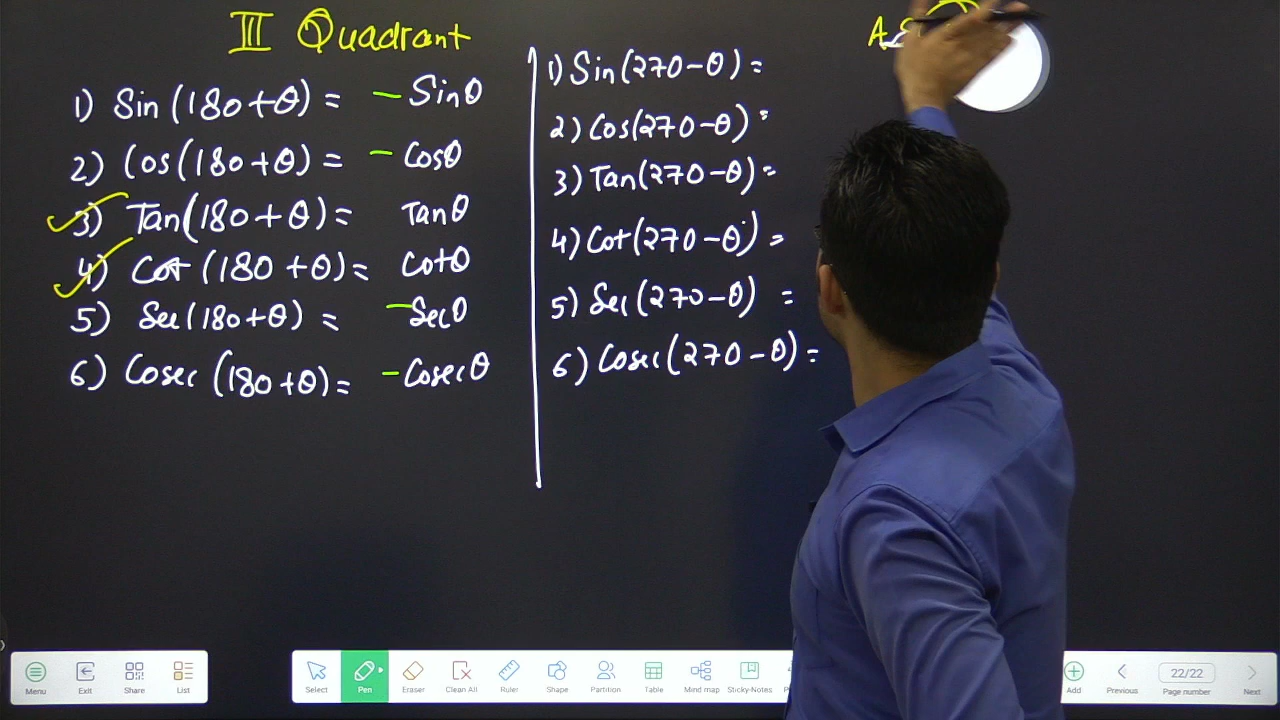 III Quadrant
1) Sin (180+θ) = - Sinθ
2) Cos (180+θ) = - Cosθ
3) Tan (180+θ) = Tanθ
4) Cot (180+θ) = Cotθ
5) Sec (180+θ) = - Secθ
6) Cosec (180+θ) = - Cosecθ
1) Sin (270-θ) =
2) Cos (270-θ) =
3) Tan (270-θ) =
4) Cot (270-θ) =
5) Sec (270-θ) =
6) Cosec (270-θ) =
A
Menu Exit Share List Select Pen Eraser Clean All Ruler Shape Partition Table Mind map Sticky-Notes Add Previous Page number Next
22/22